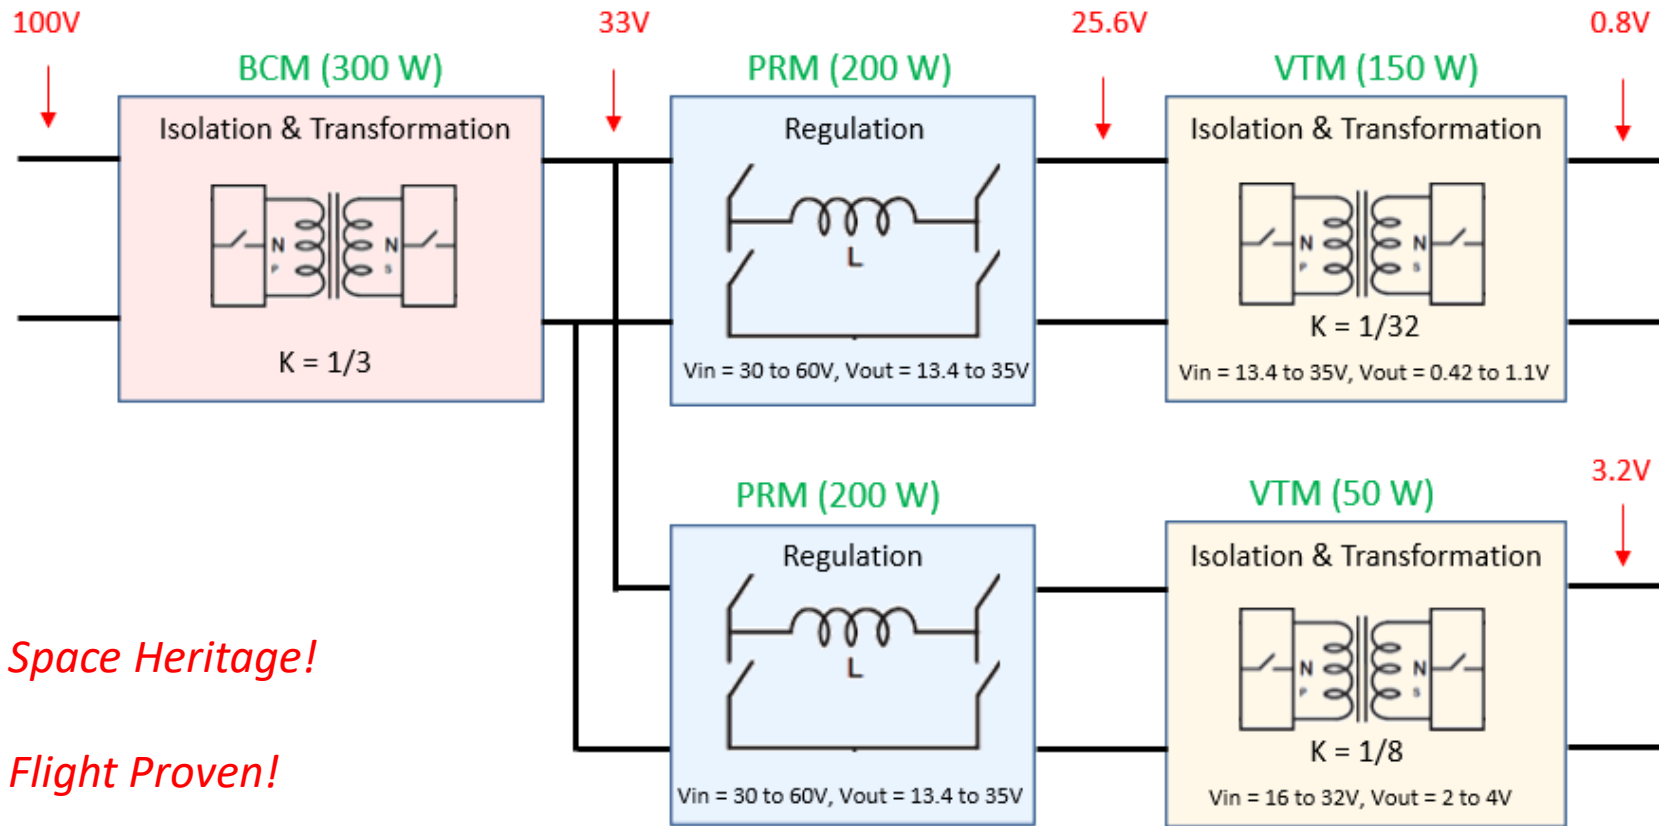 100V
33V
25.6V
0.8V
BCM (300 W)
PRM (200 W)
VTM (150 W)
Isolation & Transformation
N
P
N
S
K = 1/3
Regulation
L
Vin = 30 to 60V, Vout = 13.4 to 35V
Isolation & Transformation
N
P
N
S
K = 1/32
Vin = 13.4 to 35V, Vout = 0.42 to 1.1V
3.2V
PRM (200 W)
VTM (50 W)
Regulation
L
Vin = 30 to 60V, Vout = 13.4 to 35V
Isolation & Transformation
N
P
N
S
K = 1/8
Vin = 16 to 32V, Vout = 2 to 4V
Space Heritage!
Flight Proven!